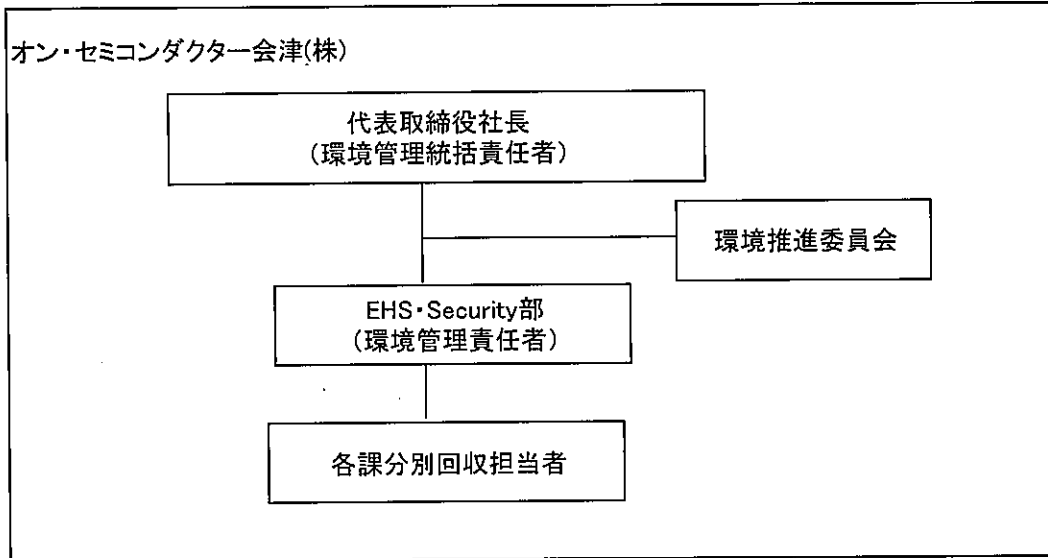 オン・セミコンダクター会津(株)
代表取締役社長
(環境管理統括責任者)
環境推進委員会
EHS・Security部
(環境管理責任者)
各課分別回収担当者